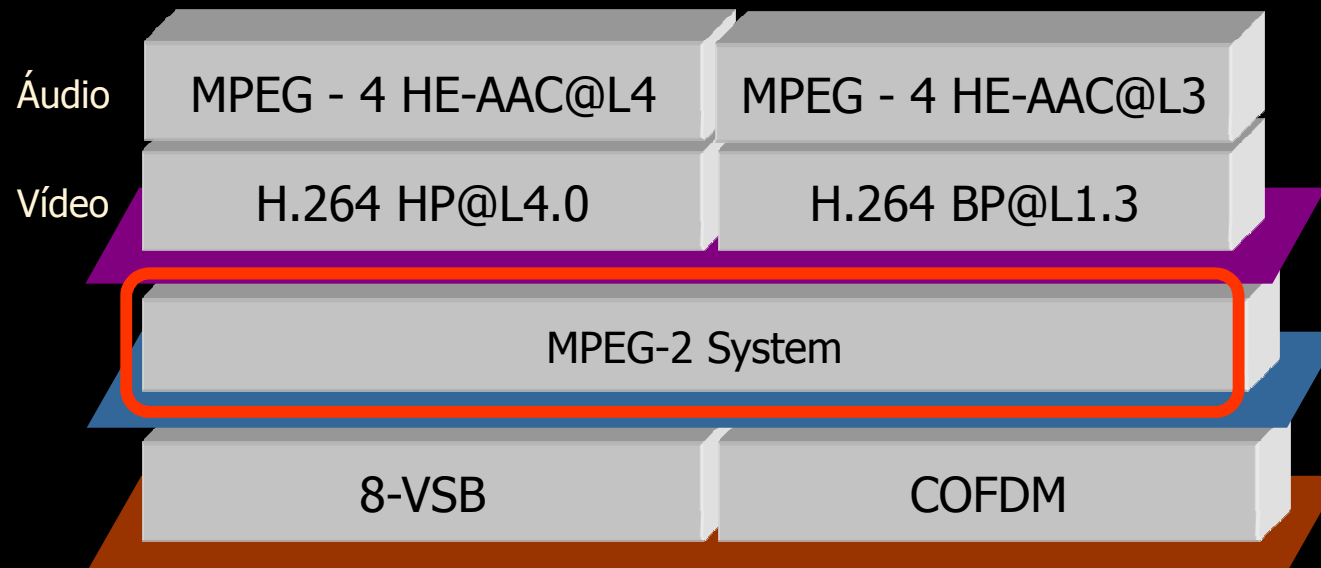 Áudio
MPEG - 4 HE-AAC@L4
MPEG - 4 HE-AAC@L3
Vídeo
H.264 HP@L4.0
H.264 BP@L1.3
MPEG-2 System
8-VSB
COFDM